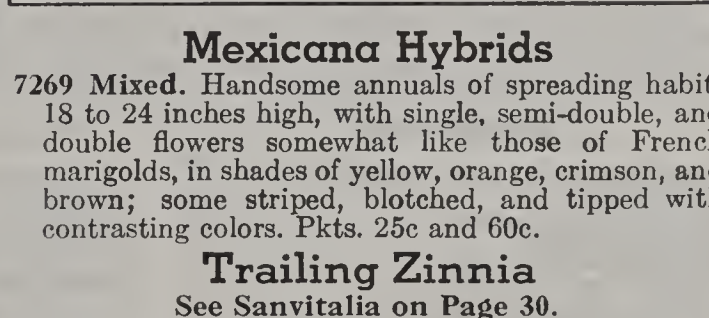 Mexicana Hybrids
7269 Mixed. Handsome annuals of spreading habit
18 to 24 inches high, with single, semi-double, an
double flowers somewhat like those of Frenc
marigolds, in shades of yellow, orange, crimson, an
brown; some striped, blotched, and tipped wit
contrasting colors. Pkts. 25c and 60c.
Trailing Zinnia
See Sanvitalia on Page 30.